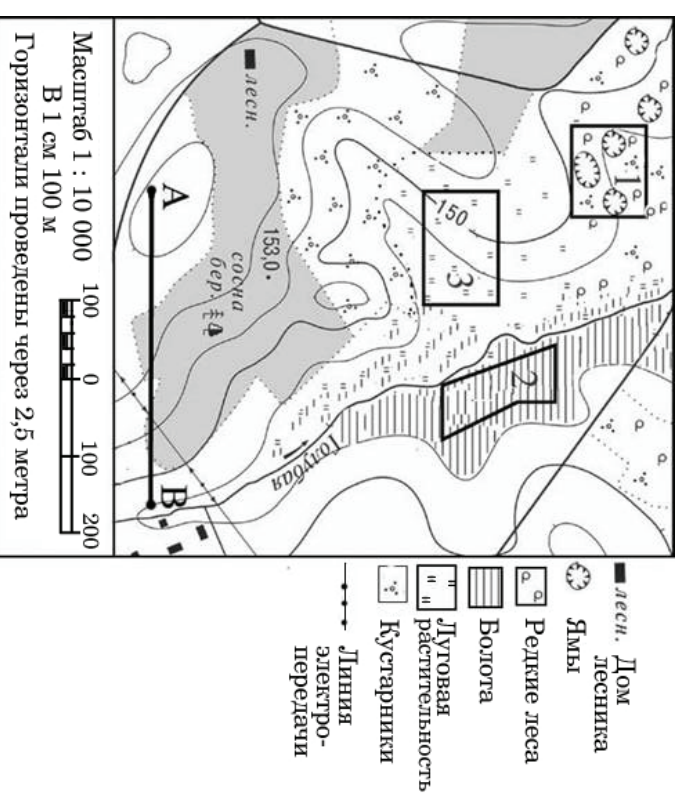 1
2
3
150
Голубая
153,0
сосна
бер.
лесн.
А
В
лесн. Дом
лесника
Ямы
Редкие леса
Болота
Луговая
растительность
Кустарники
Линия
электро-
передачи
Масштаб 1 : 10 000
В 1 см 100 м
100 0 100 200
Горизонтали проведены через 2,5 метра